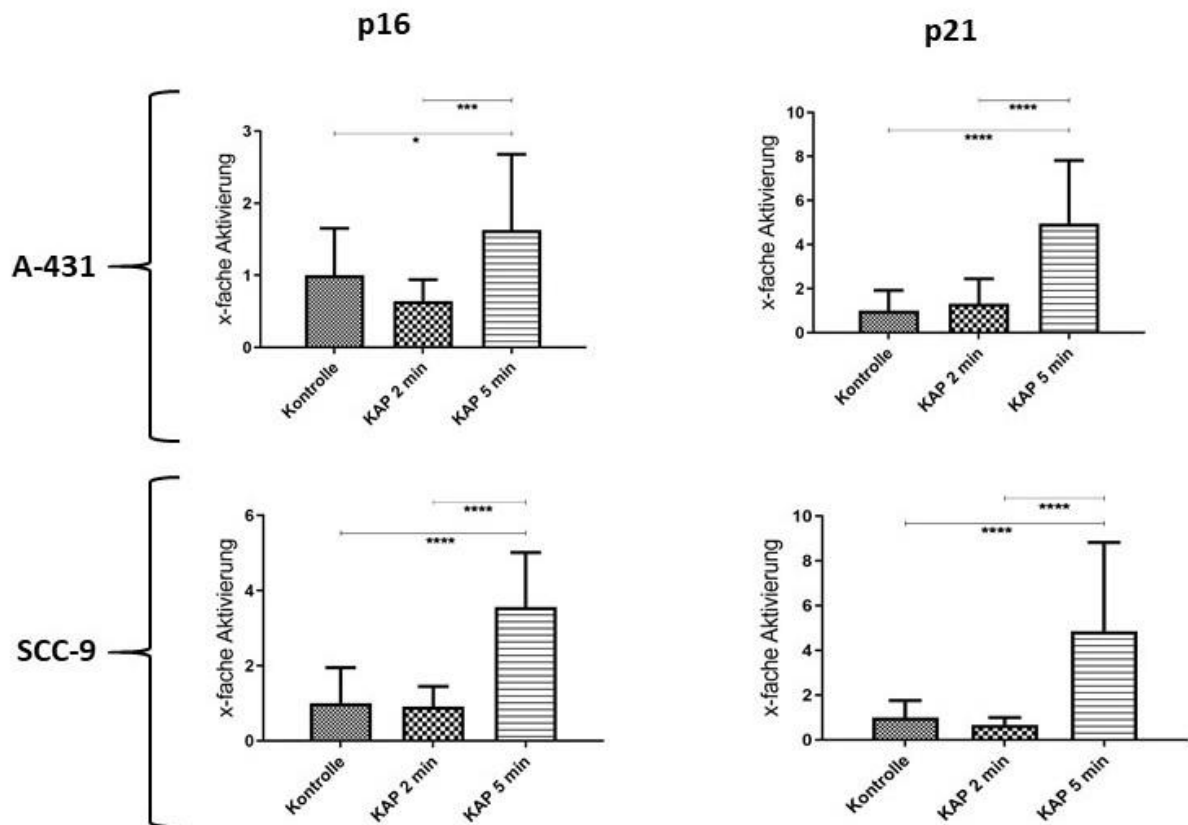 p16
p21
A-431
x-fache Aktivierung
3
2
1
0
***
*
Kontrolle
KAP 2 min
KAP 5 min
x-fache Aktivierung
10
8
6
4
2
0
****
****
Kontrolle
KAP 2 min
KAP 5 min
SCC-9
x-fache Aktivierung
6
4
2
0
****
****
Kontrolle
KAP 2 min
KAP 5 min
x-fache Aktivierung
10
8
6
4
2
0
****
****
Kontrolle
KAP 2 min
KAP 5 min